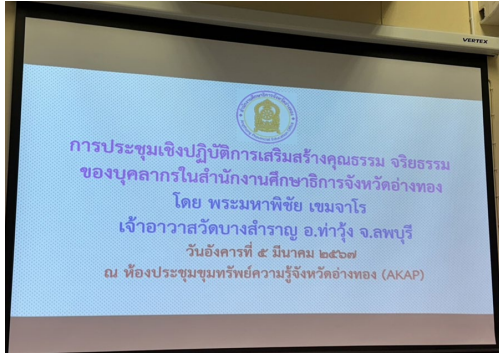 VERTEX
การประชุมเชิงปฏิบัติการเสริมสร้างคุณธรรม จริยธรรม
ของบุคลากรในสำนักงานศึกษาธิการจังหวัดอ่างทอง
โดย พระมหาพิชัย เขมจาโร
เจ้าอาวาสวัดบางสำราญ อ.ท่าวุ้ง จ.ลพบุรี
วันอังคารที่ ๕ มีนาคม ๒๕๖๗
ณ ห้องประชุมชุมทรัพย์ความรู้จังหวัดอ่างทอง (AKAP)